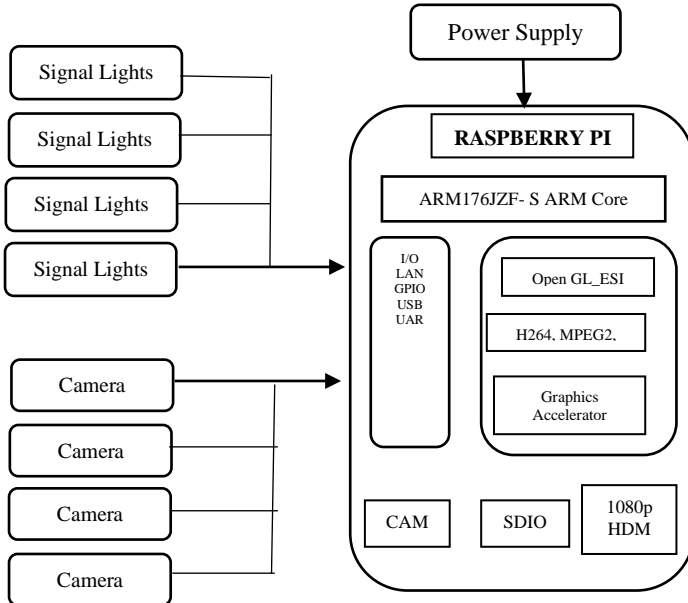 Power Supply
Signal Lights
Signal Lights
Signal Lights
Signal Lights
Camera
Camera
Camera
Camera
RASPBERRY PI
ARM176JZF- S ARM Core
I/O
LAN
GPIO
USB
UAR
Open GL_ESI
H264, MPEG2,
Graphics
Accelerator
CAM
SDIO
1080p
HDM